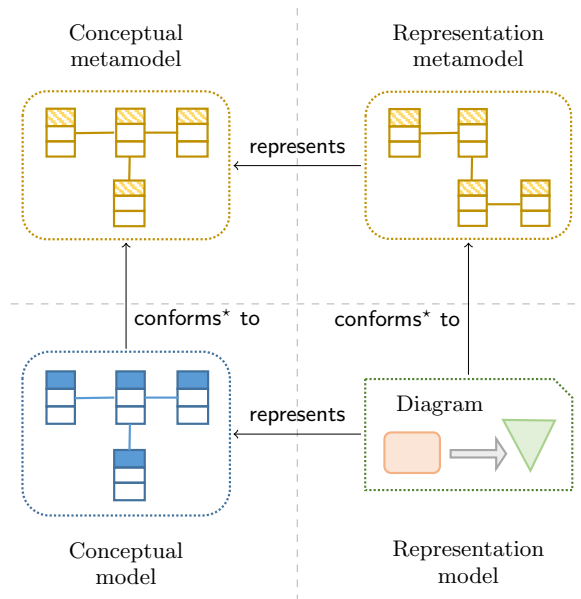 Conceptual
metamodel
Representation
metamodel
represents
conforms* to
conforms* to
represents
Diagram
Conceptual
model
Representation
model